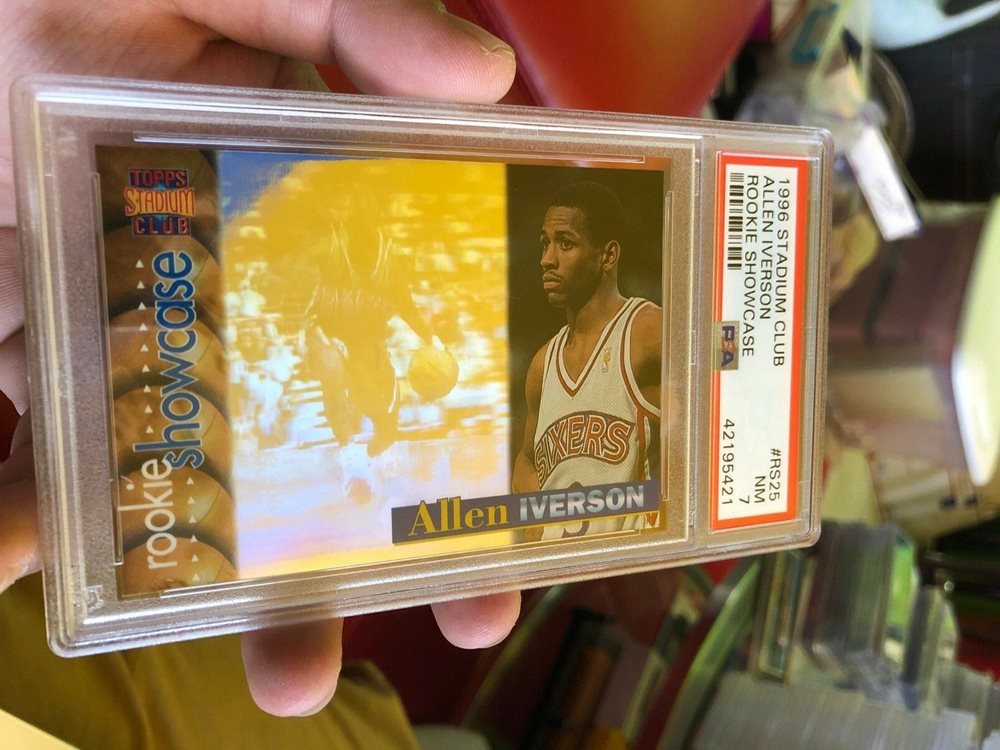 1996 STADIUM CLUB #RS25
ALLEN IVERSON NM
ROOKIE SHOWCASE 7
PSA 42195421
TOPPS
STADIUM
CLUB
rookie
showcase
SIXERS
Allen IVERSON